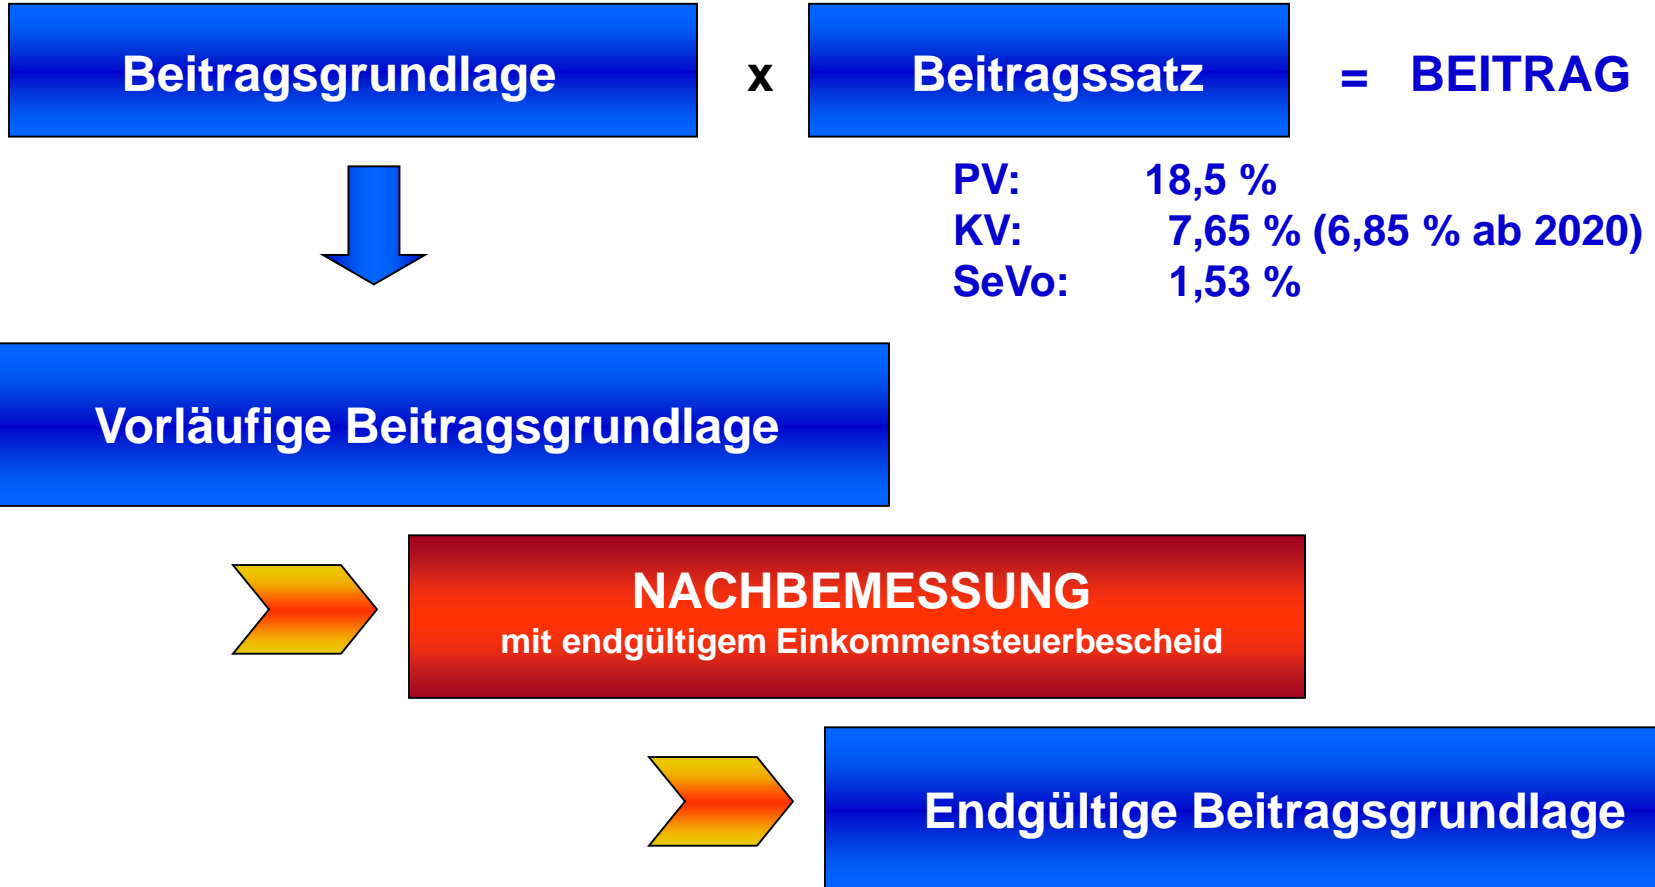 Beitragsgrundlage x Beitragssatz = BEITRAG
PV: 18,5 %
KV: 7,65 % (6,85 % ab 2020)
SeVo: 1,53 %
Vorläufige Beitragsgrundlage
NACHBEMESSUNG
mit endgültigem Einkommensteuerbescheid
Endgültige Beitragsgrundlage